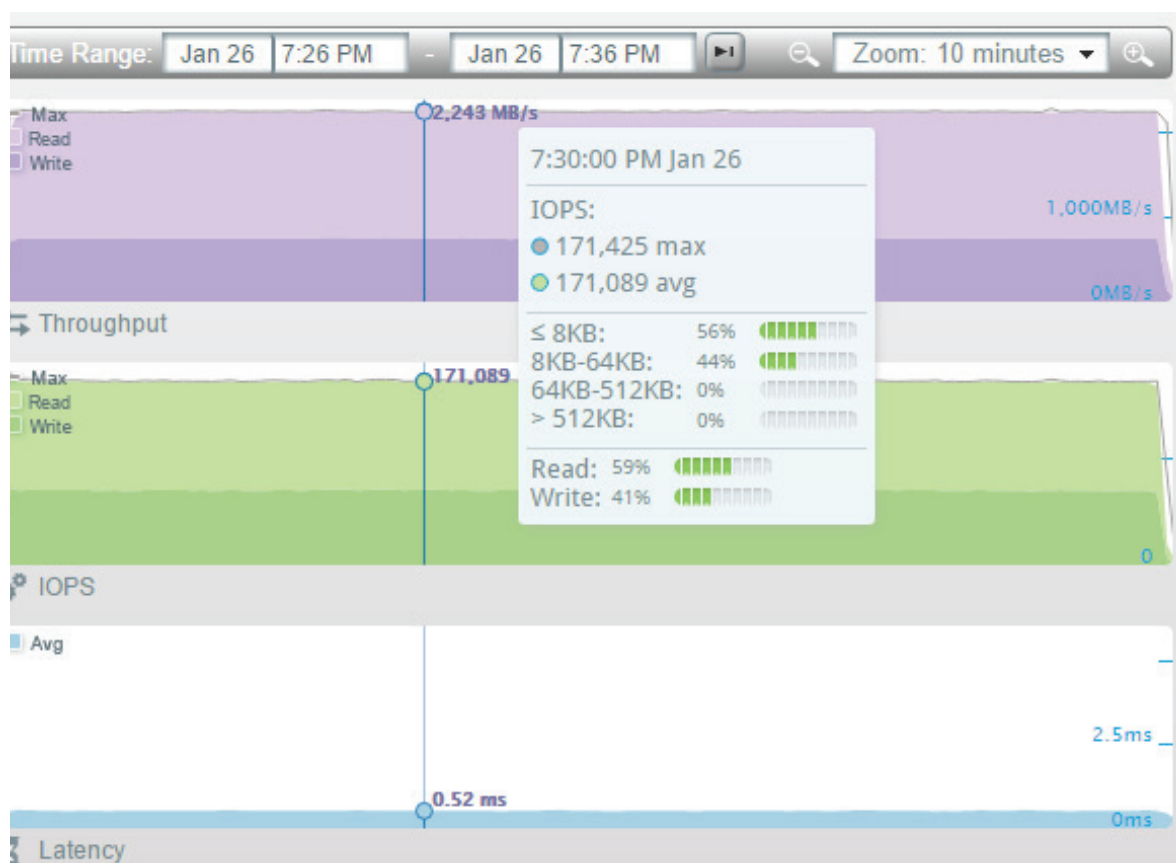 Time Range: Jan 26 7:26 PM - Jan 26 7:36 PM Zoom: 10 minutes
Max
Read
Write
2,243 MB/s
1,000MB/s
0MB/s
7:30:00 PM Jan 26
IOPS:
171,425 max
171,089 avg
≤ 8KB: 56%
8KB-64KB: 44%
64KB-512KB: 0%
> 512KB: 0%
Read: 59%
Write: 41%
Throughput
Max
Read
Write
171,089
0
IOPS
Avg
2.5ms
0.52 ms
0ms
Latency